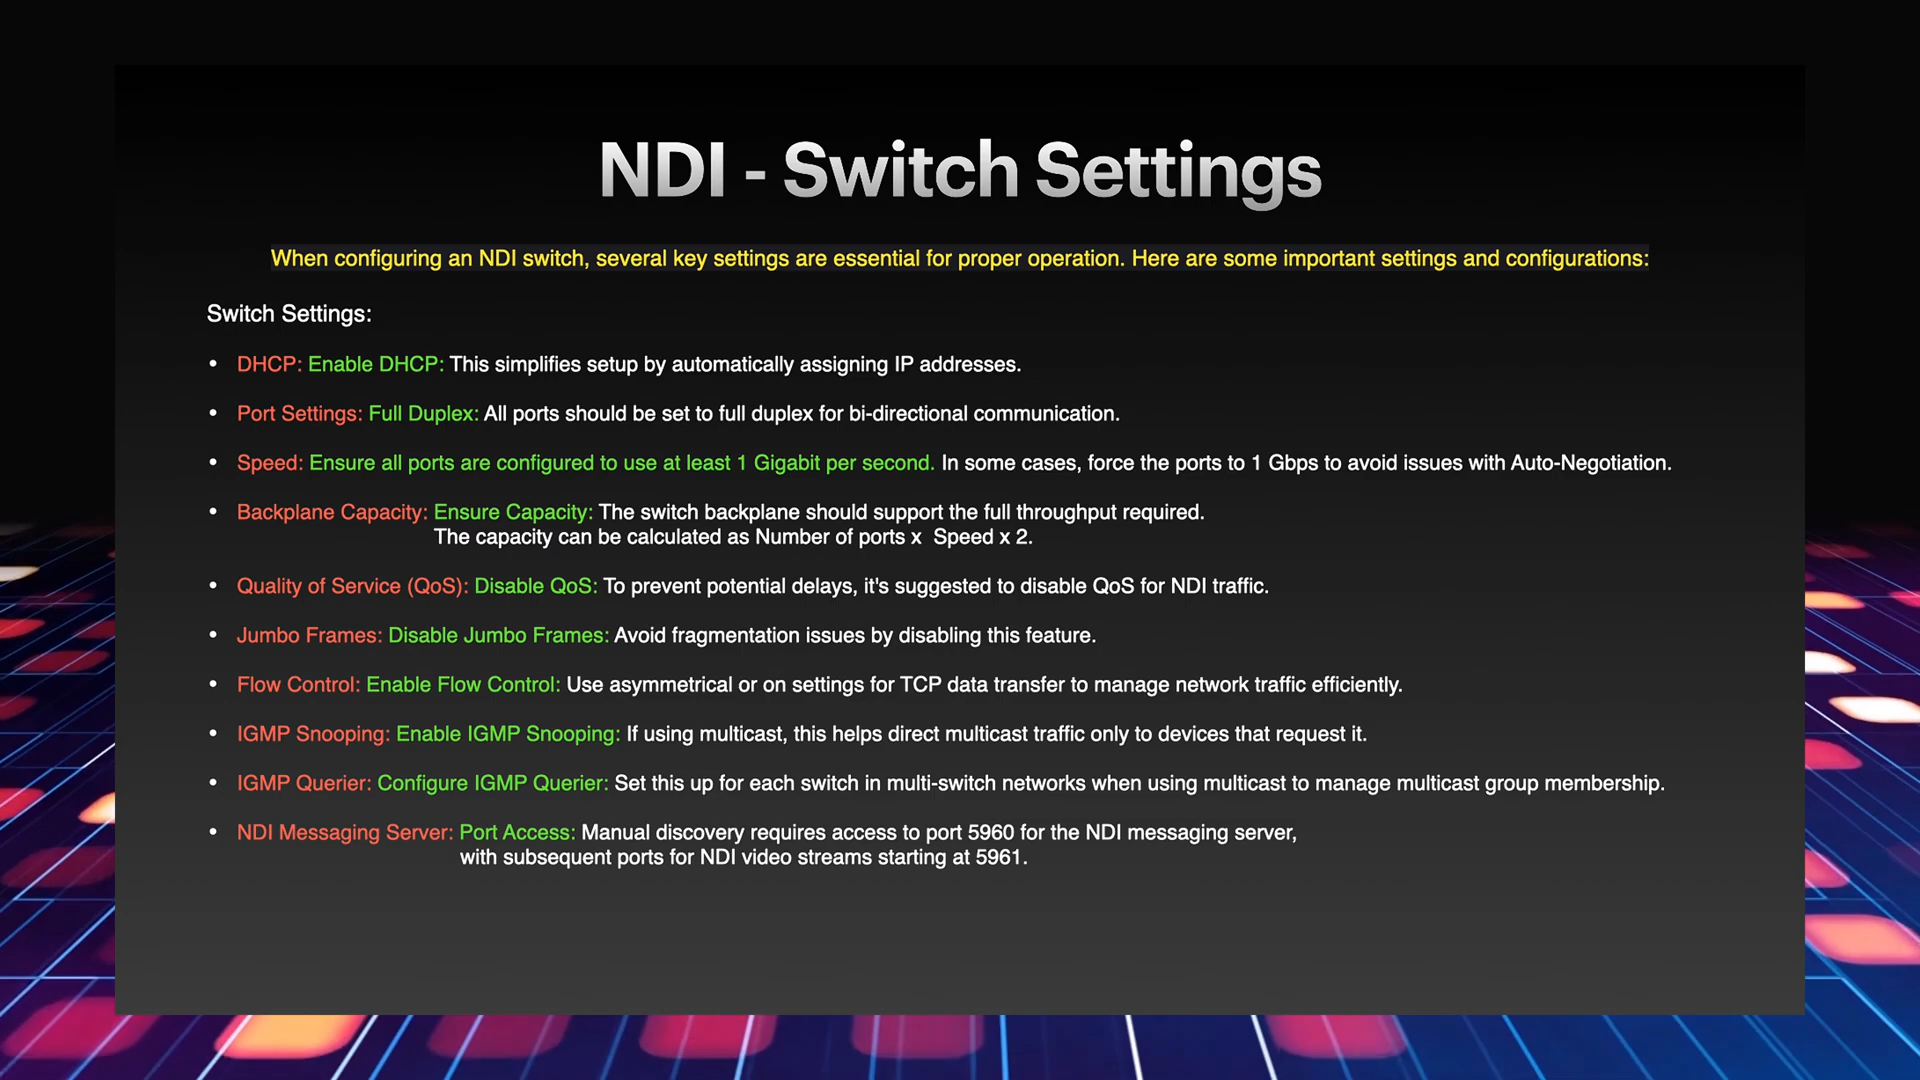 NDI - Switch Settings
When configuring an NDI switch, several key settings are essential for proper operation. Here are some important settings and configurations:
Switch Settings:
• DHCP: Enable DHCP: This simplifies setup by automatically assigning IP addresses.
• Port Settings: Full Duplex: All ports should be set to full duplex for bi-directional communication.
• Speed: Ensure all ports are configured to use at least 1 Gigabit per second. In some cases, force the ports to 1 Gbps to avoid issues with Auto-Negotiation.
• Backplane Capacity: Ensure Capacity: The switch backplane should support the full throughput required.
The capacity can be calculated as Number of ports x  Speed x 2.
• Quality of Service (QoS): Disable QoS: To prevent potential delays, it's suggested to disable QoS for NDI traffic.
• Jumbo Frames: Disable Jumbo Frames: Avoid fragmentation issues by disabling this feature.
• Flow Control: Enable Flow Control: Use asymmetrical or on settings for TCP data transfer to manage network traffic efficiently.
• IGMP Snooping: Enable IGMP Snooping: If using multicast, this helps direct multicast traffic only to devices that request it.
• IGMP Querier: Configure IGMP Querier: Set this up for each switch in multi-switch networks when using multicast to manage multicast group membership.
• NDI Messaging Server: Port Access: Manual discovery requires access to port 5960 for the NDI messaging server,
with subsequent ports for NDI video streams starting at 5961.